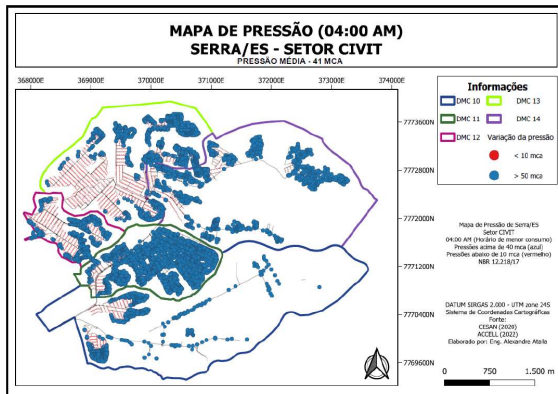 MAPA DE PRESSÃO (04:00 AM)
SERRA/ES - SETOR CIVIT
PRESSÃO MÉDIA - 41 MCA
368000E 369000E 370000E 371000E 372000E 373000E 374000E
7773600N
7772800N
7772000N
7771200N
7770400N
7769600N
Informações
DMC 10 DMC 13
DMC 11 DMC 14
DMC 12 Variação da pressão
< 10 mca
> 50 mca
Mapa de Pressão de Serra/ES
Setor CIVIT
04:00 AM (Horário de menor consumo)
Pressões acima de 40 mca (azul)
Pressões abaixo de 10 mca (vermelho)
NBR 12.218/17
DATUM SIRGAS 2.000 - UTM zone 24S
Sistema de Coordenadas Cartográficas
Fonte:
CESAN (2020)
ACCELL (2022)
Elaborado por: Eng. Alexandre Atallo
0 750 1.500 m